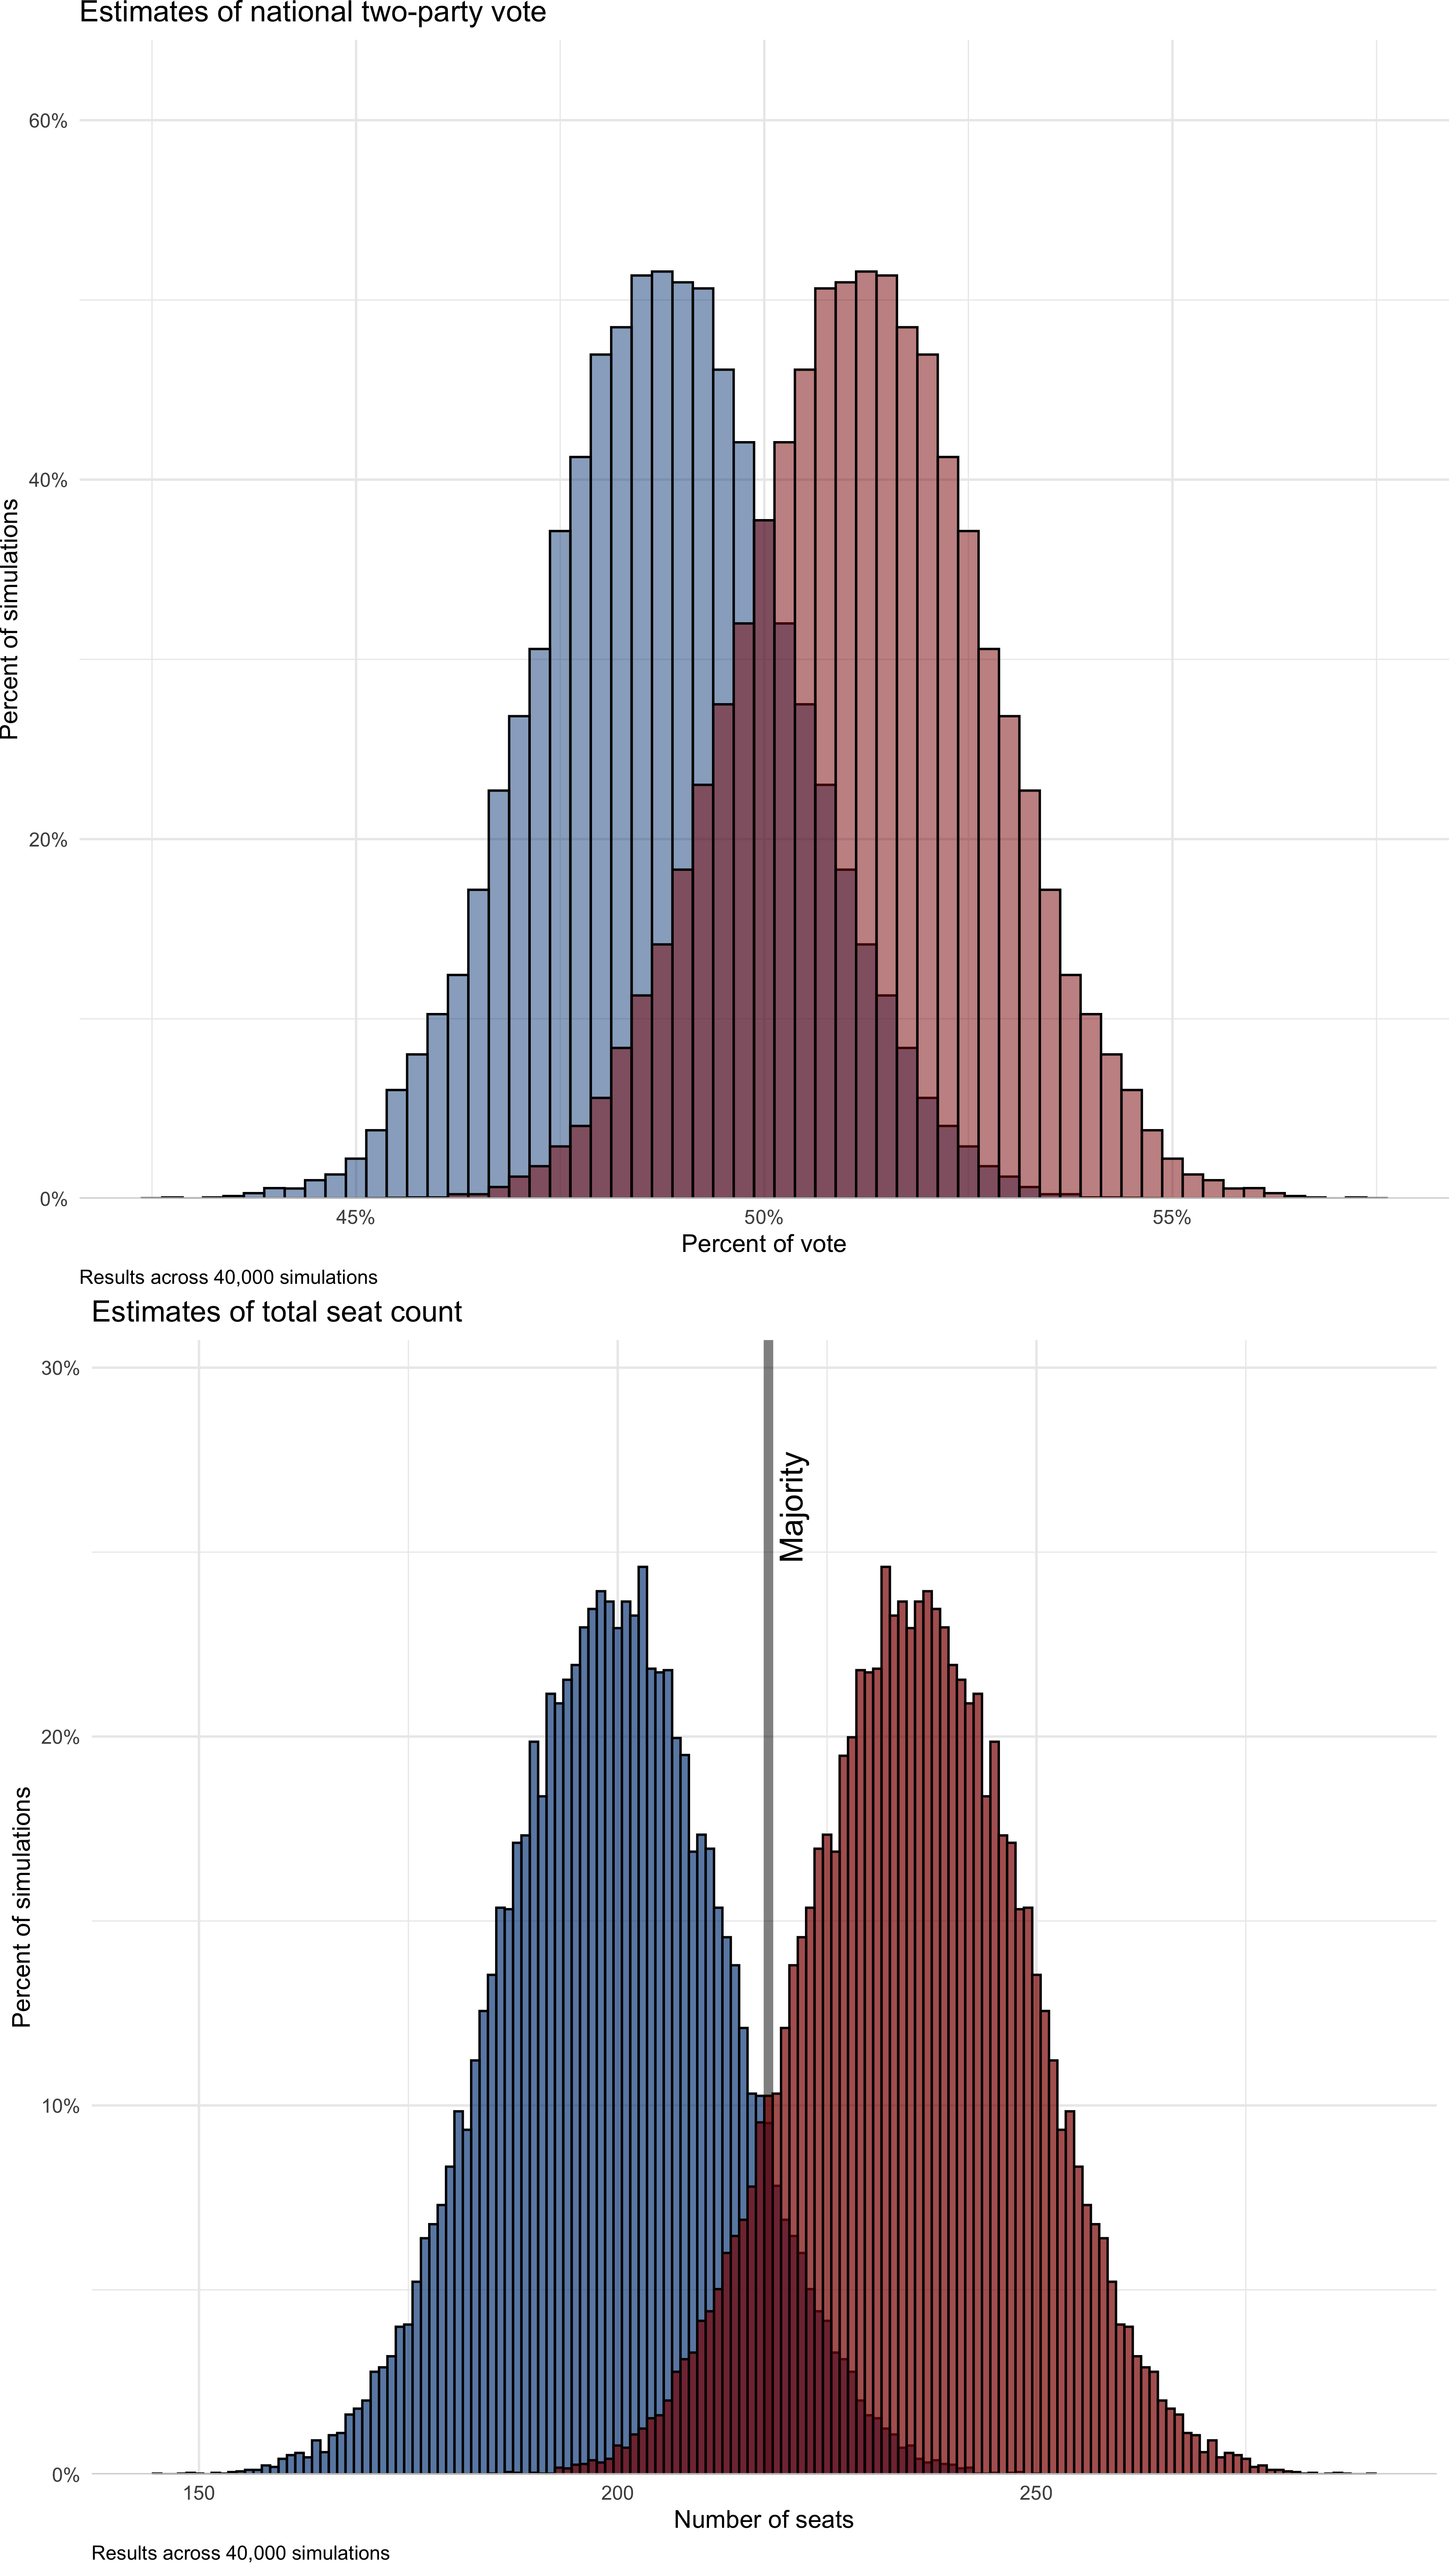 Estimates of national two-party vote
60%
40%
20%
0%
Percent of simulations
45%
50%
55%
Percent of vote
Results across 40,000 simulations
Estimates of total seat count
30%
20%
10%
0%
Percent of simulations
Majority
150
200
250
Number of seats
Results across 40,000 simulations